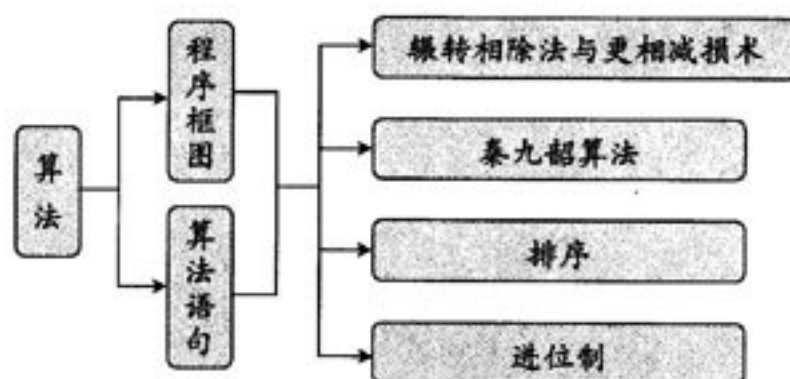 算法
程序框图
算法语句
辗转相除法与更相减损术
秦九韶算法
排序
进位制